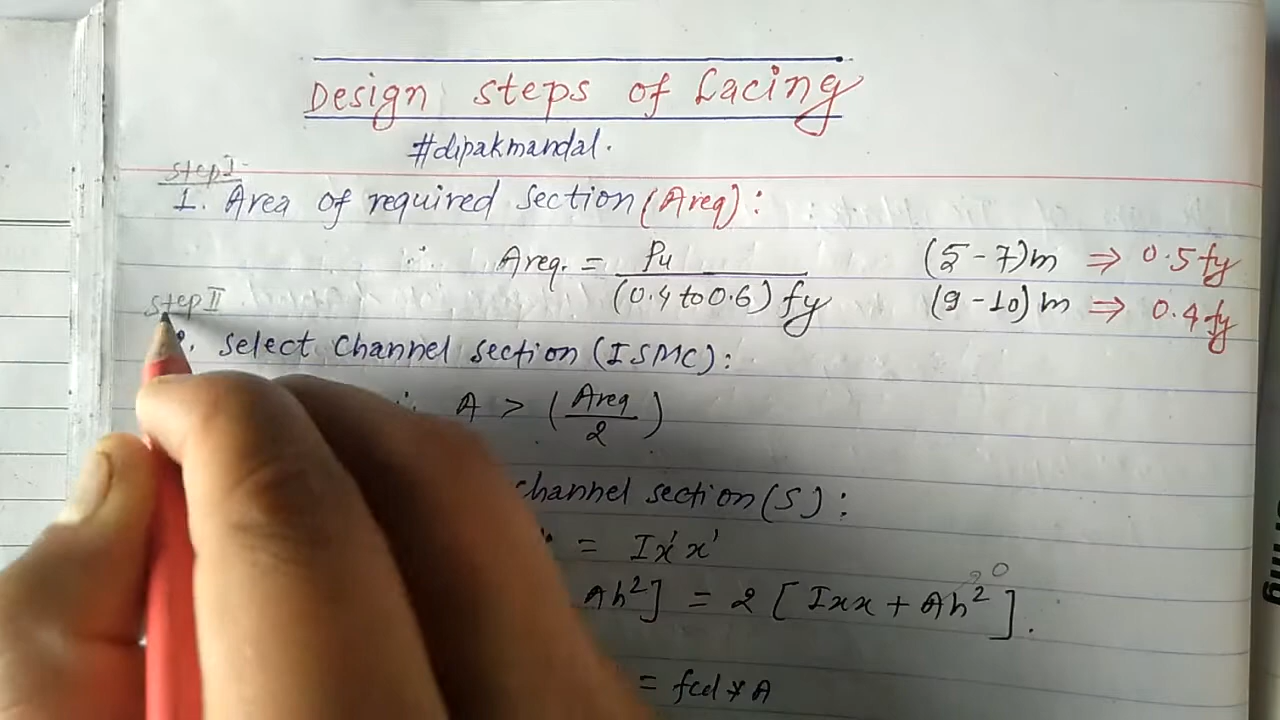 Design steps of Lacing
#dipakmandal.
Step I
1. Area of required section (Areq):
∴ Areq. = Pu / (0.4 to 0.6) fy
(5-7)m ⇒ 0.5 fy
(9-10)m ⇒ 0.4 fy
Step II
select channel section (ISMC):
∴ A > (Areq / 2)
channel section (S):
= Ix'x'
Ah²] = 2 [Ixx + Ah²].
0
= fcd * A